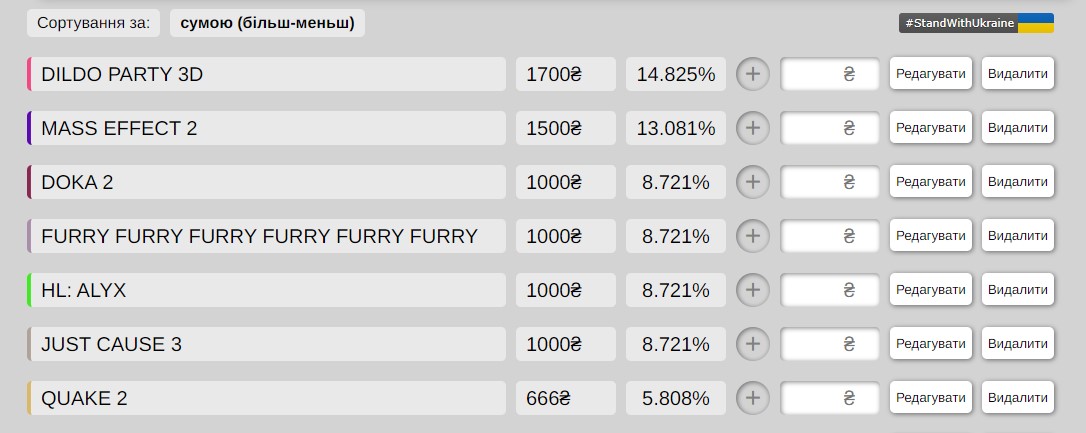 Сортування за: сумою (більш-меньш) #StandWithUkraine
DILDO PARTY 3D 1700₴ 14.825% + ₴ Редагувати Видалити
MASS EFFECT 2 1500₴ 13.081% + ₴ Редагувати Видалити
DOKA 2 1000₴ 8.721% + ₴ Редагувати Видалити
FURRY FURRY FURRY FURRY FURRY FURRY 1000₴ 8.721% + ₴ Редагувати Видалити
HL: ALYX 1000₴ 8.721% + ₴ Редагувати Видалити
JUST CAUSE 3 1000₴ 8.721% + ₴ Редагувати Видалити
QUAKE 2 666₴ 5.808% + ₴ Редагувати Видалити